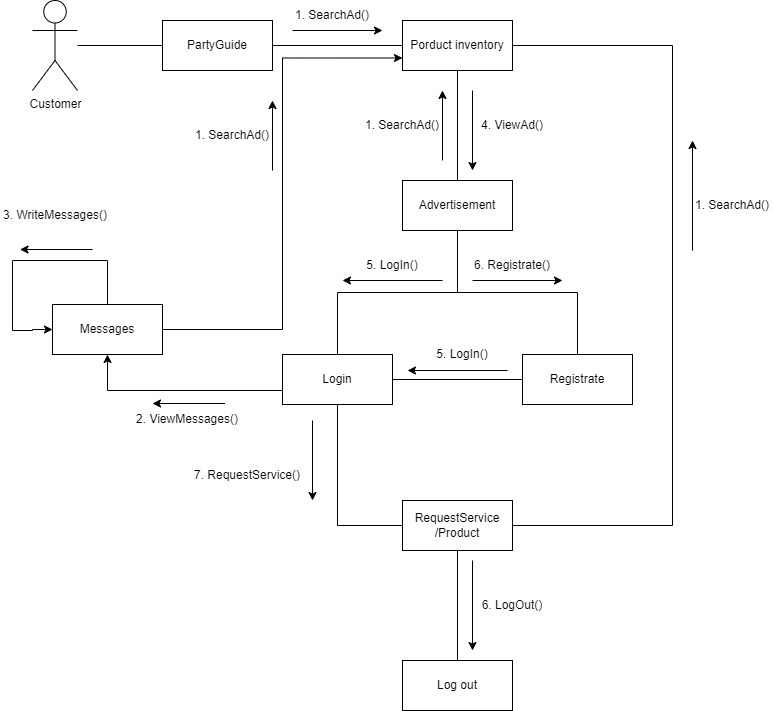 1. SearchAd()
PartyGuide
Porduct inventory
Customer
1. SearchAd()
1. SearchAd()
4. ViewAd()
Advertisement
1. SearchAd()
3. WriteMessages()
5. LogIn()
6. Registrate()
Messages
5. LogIn()
Login
Registrate
2. ViewMessages()
7. RequestService()
RequestService
/Product
6. LogOut()
Log out